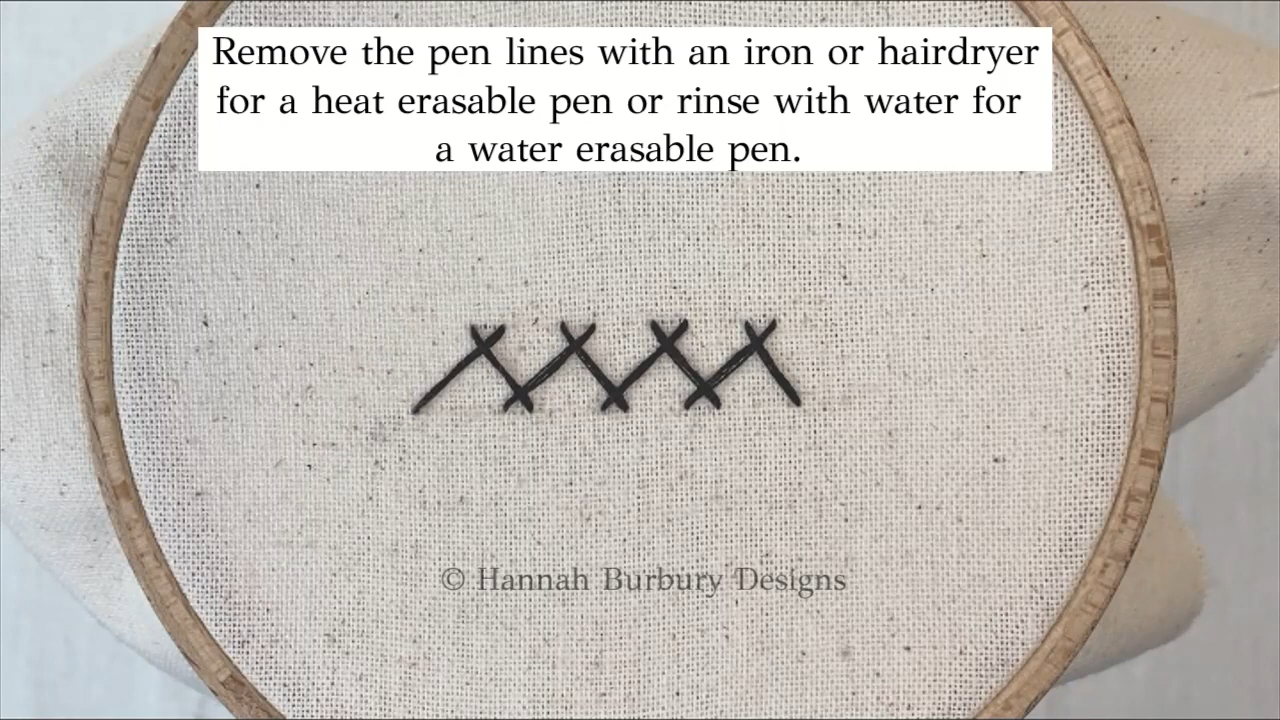 Remove the pen lines with an iron or hairdryer
for a heat erasable pen or rinse with water for
a water erasable pen.
© Hannah Burbury Designs